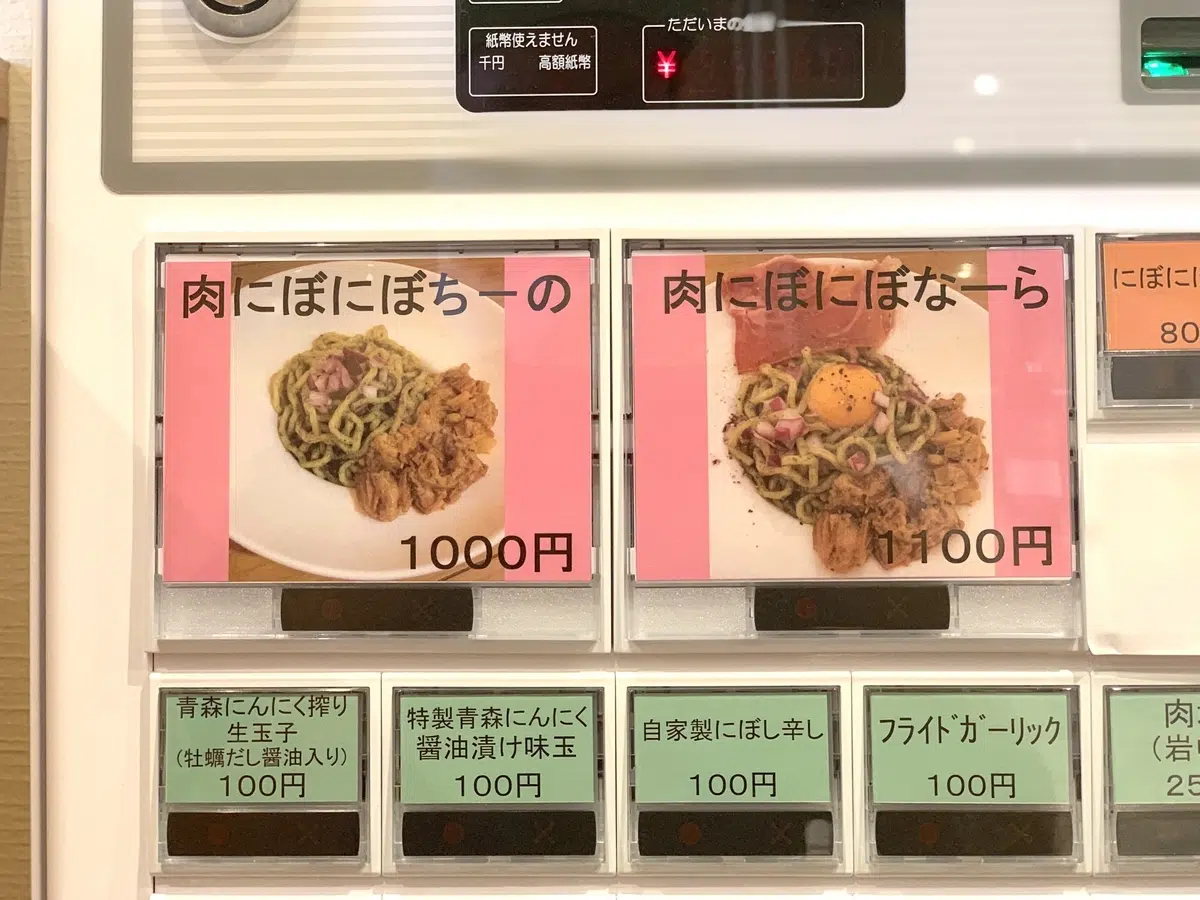 ただいまの
紙幣使えません
千円 高額紙幣
¥
肉にぼにぼちーの
1000円
肉にぼにぼなーら
1100円
にぼに
80
青森にんにく搾り
生玉子
(牡蠣だし醤油入り)
100円
特製青森にんにく
醤油漬け味玉
100円
自家製にぼし辛し
100円
フライドガーリック
100円
肉
(岩
25